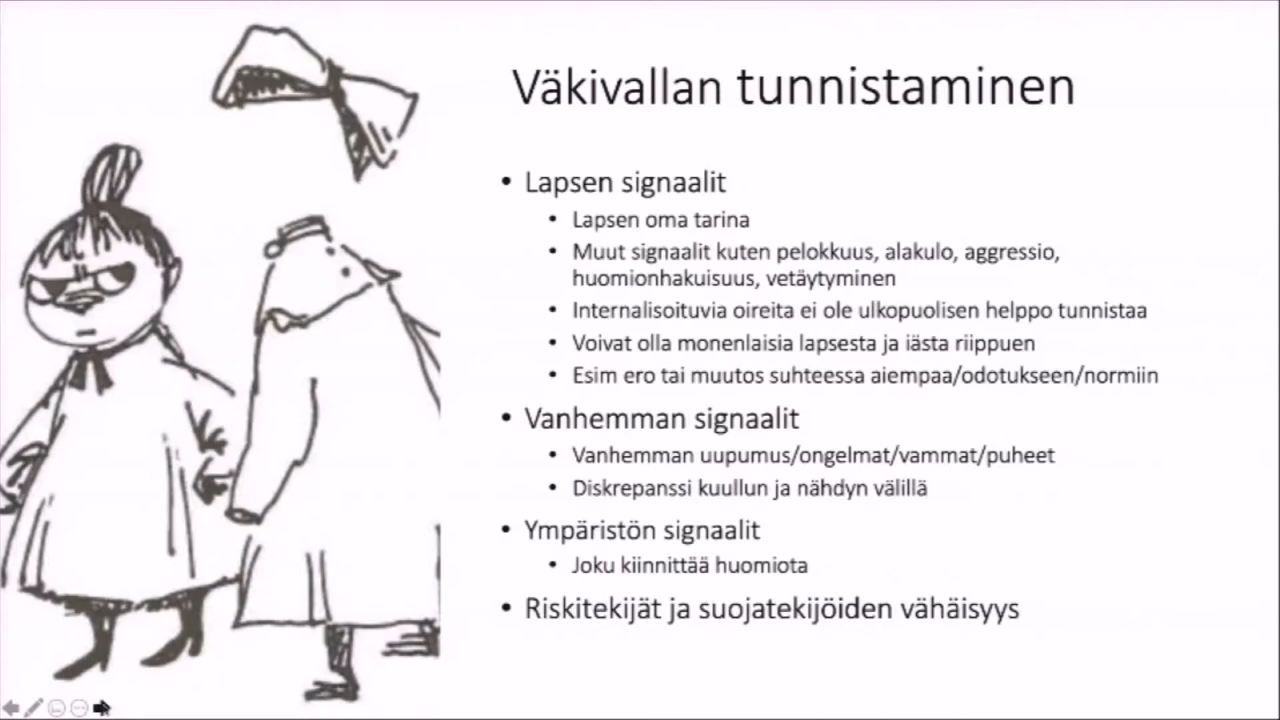 Väkivallan tunnistaminen
• Lapsen signaalit
• Lapsen oma tarina
• Muut signaalit kuten pelokkuus, alakulo, aggressio,
huomionhakuisuus, vetäytyminen
• Internalisoituvia oireita ei ole ulkopuolisen helppo tunnistaa
• Voivat olla monenlaisia lapsesta ja iästa riippuen
• Esim ero tai muutos suhteessa aiempaa/odotukseen/normiin
• Vanhemman signaalit
• Vanhemman uupumus/ongelmat/vammat/puheet
• Diskrepanssi kuullun ja nähdyn välillä
• Ympäristön signaalit
• Joku kiinnittää huomiota
• Riskitekijät ja suojatekijöiden vähäisyys